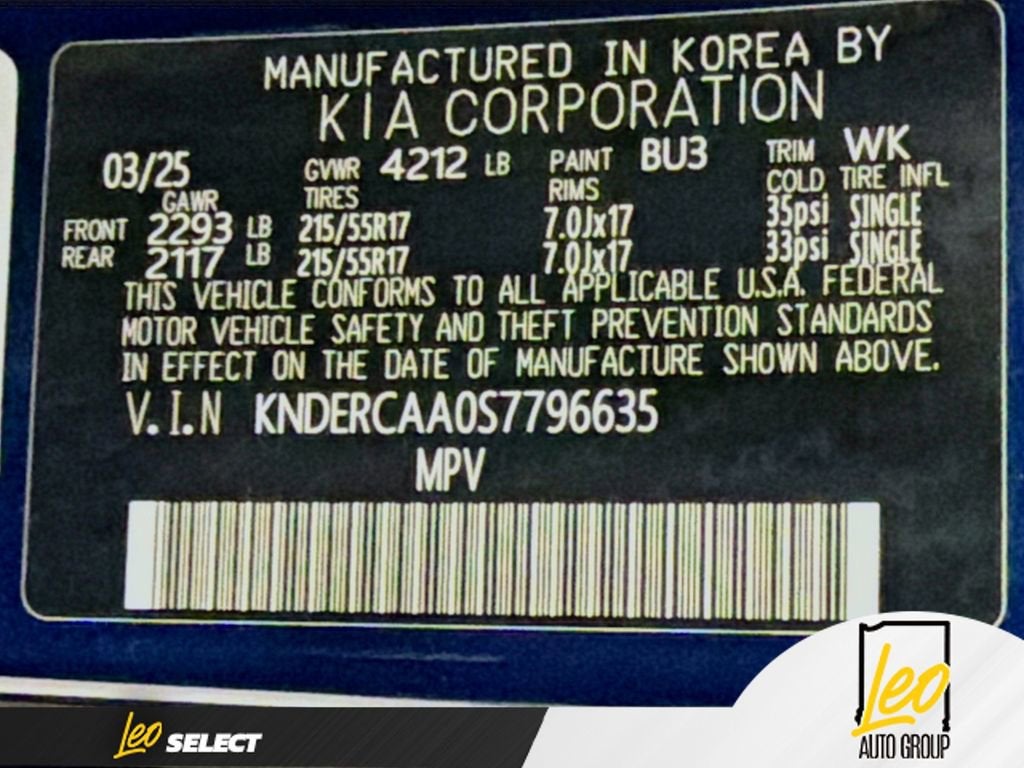 MANUFACTURED IN KOREA BY
KIA CORPORATION
03/25 GVWR 4212 LB PAINT BU3 TRIM WK
GAWR TIRES RIMS COLD TIRE INFL
FRONT 2293 LB 215/55R17 7.0Jx17 35psi SINGLE
REAR 2117 LB 215/55R17 7.0Jx17 33psi SINGLE
THIS VEHICLE CONFORMS TO ALL APPLICABLE U.S.A. FEDERAL
MOTOR VEHICLE SAFETY AND THEFT PREVENTION STANDARDS
IN EFFECT ON THE DATE OF MANUFACTURE SHOWN ABOVE.
V.I.N KNDERCAA0S7796635
MPV
Leo SELECT
Leo
AUTO GROUP